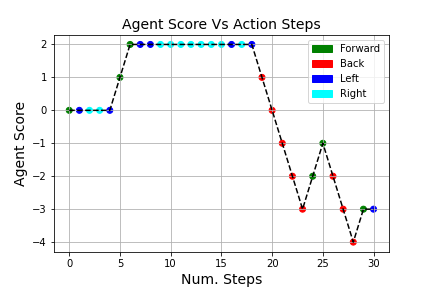 Agent Score Vs Action Steps
Agent Score
2
1
0
−1
−2
−3
−4
Forward
Back
Left
Right
0 5 10 15 20 25 30
Num. Steps